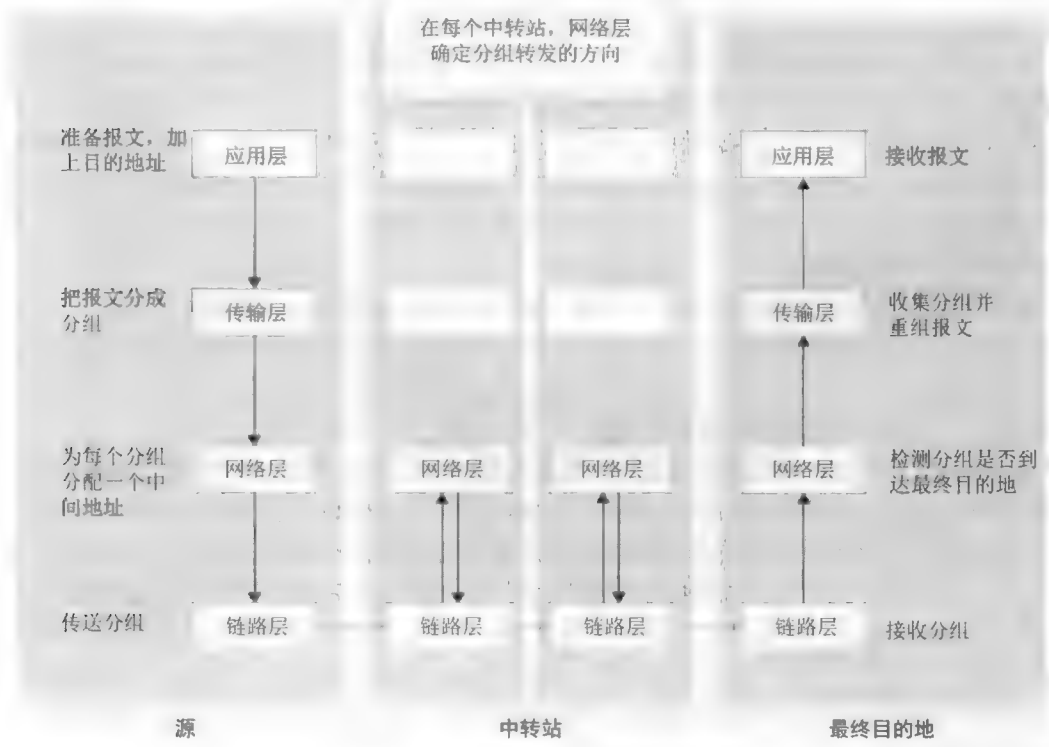 在每个中转站，网络层
确定分组转发的方向
准备报文，加
上目的地址
应用层
应用层
接收报文
把报文分成
分组
传输层
传输层
收集分组并
重组报文
为每个分组
分配一个中
间地址
网络层
网络层
网络层
网络层
检测分组是否到
达最终目的地
传送分组
链路层
链路层
链路层
链路层
接收分组
源
中转站
最终目的地